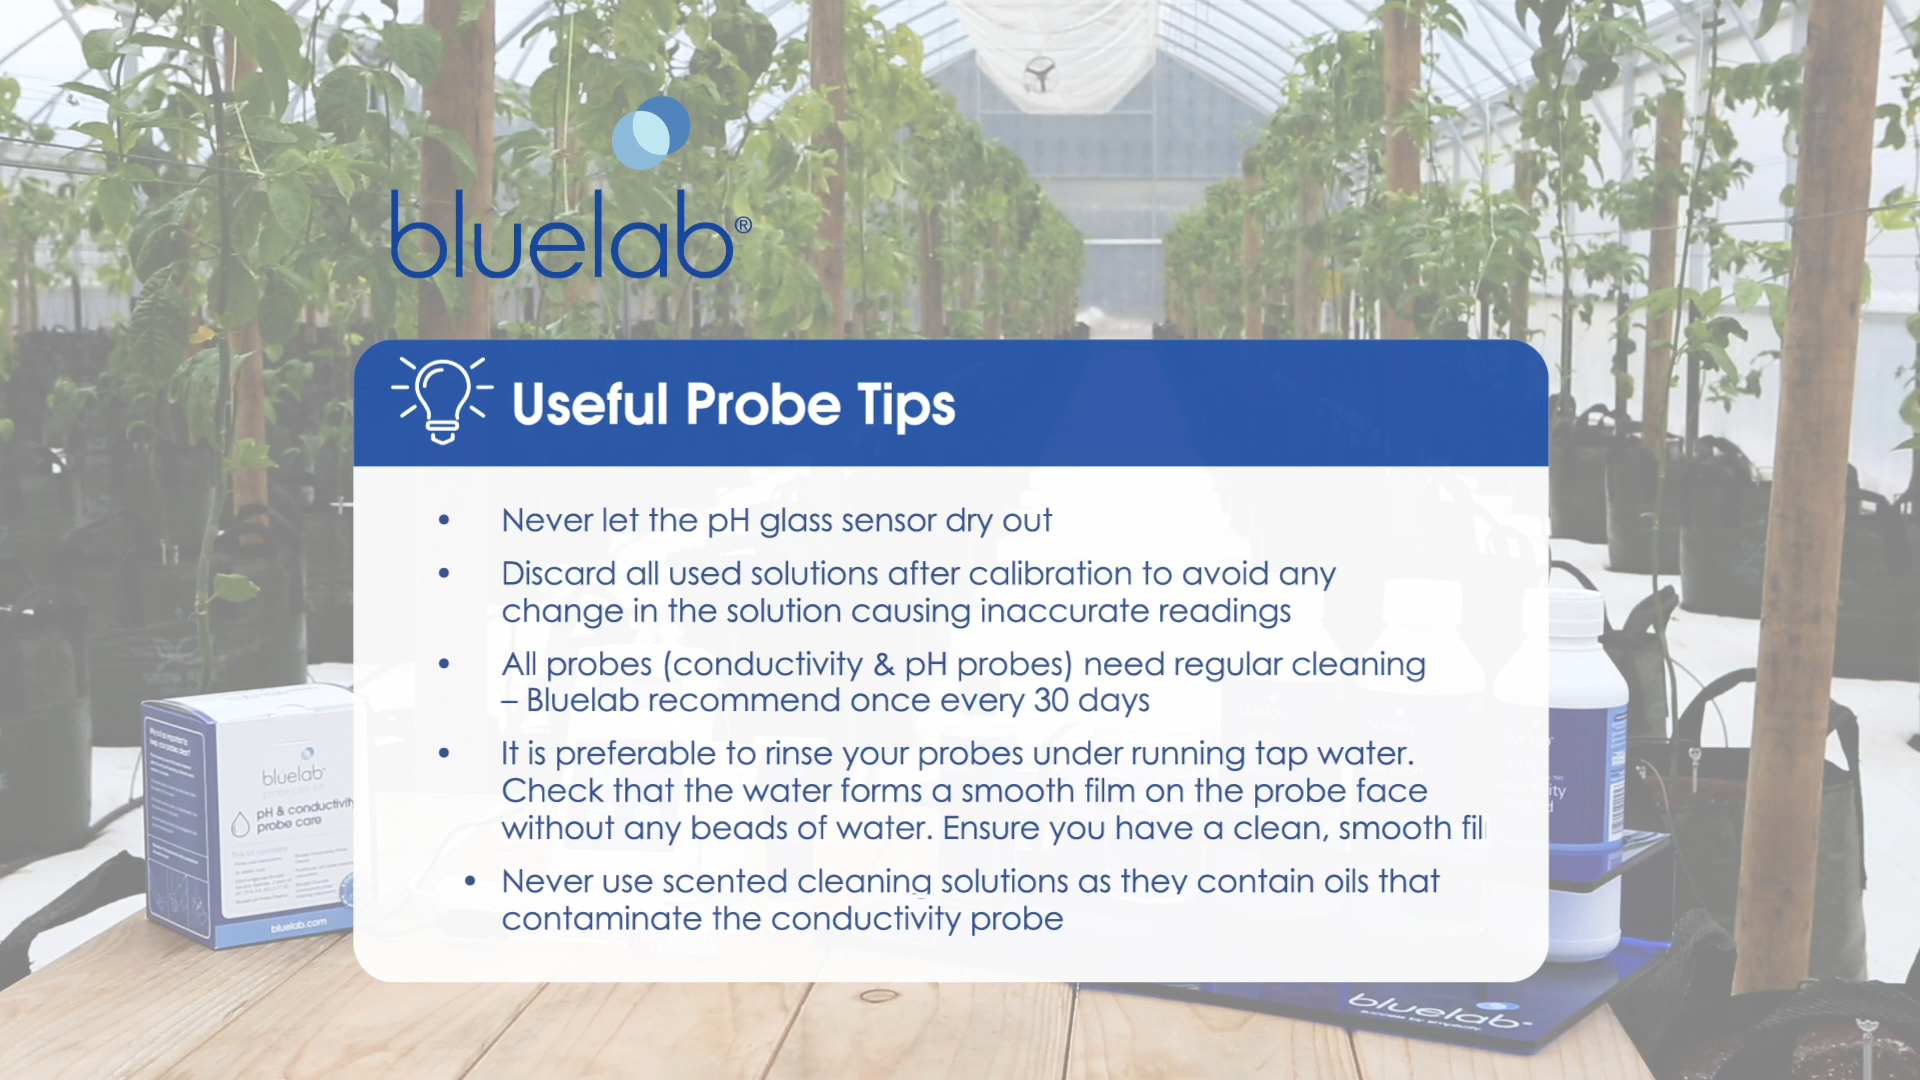 bluelab®
Useful Probe Tips
• Never let the pH glass sensor dry out
• Discard all used solutions after calibration to avoid any
change in the solution causing inaccurate readings
• All probes (conductivity & pH probes) need regular cleaning
– Bluelab recommend once every 30 days
• It is preferable to rinse your probes under running tap water.
Check that the water forms a smooth film on the probe face
without any beads of water. Ensure you have a clean, smooth fil
• Never use scented cleaning solutions as they contain oils that
contaminate the conductivity probe
bluelab
pH & conductivity
probe care
bluelab.com
bluelab